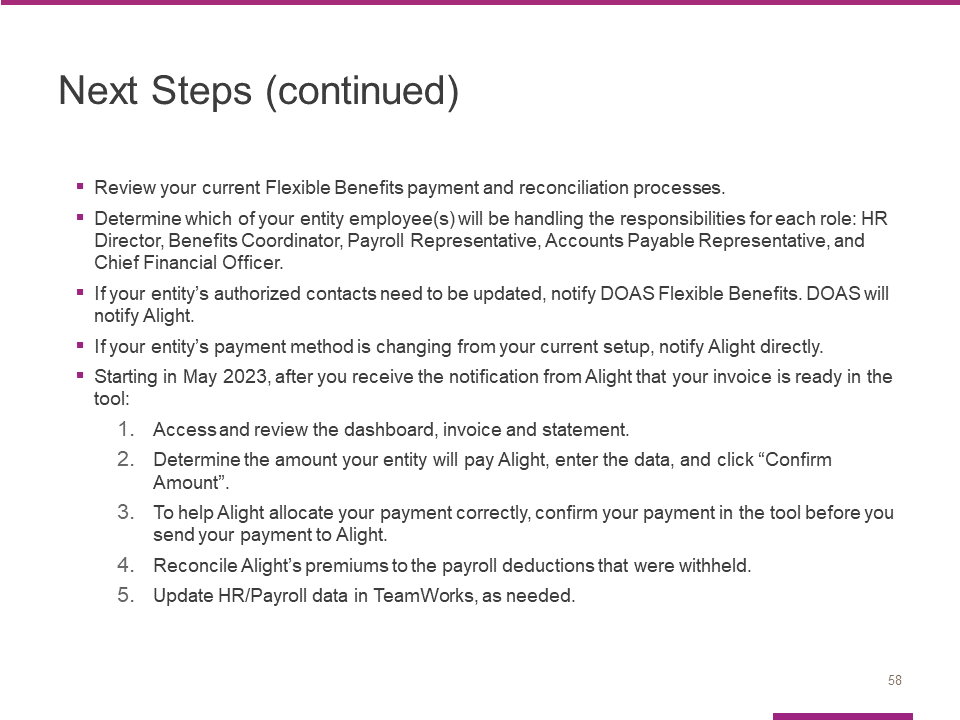 Next Steps (continued)
▪ Review your current Flexible Benefits payment and reconciliation processes.
▪ Determine which of your entity employee(s) will be handling the responsibilities for each role: HR
Director, Benefits Coordinator, Payroll Representative, Accounts Payable Representative, and
Chief Financial Officer.
▪ If your entity’s authorized contacts need to be updated, notify DOAS Flexible Benefits. DOAS will
notify Alight.
▪ If your entity’s payment method is changing from your current setup, notify Alight directly.
▪ Starting in May 2023, after you receive the notification from Alight that your invoice is ready in the
tool:
1. Access and review the dashboard, invoice and statement.
2. Determine the amount your entity will pay Alight, enter the data, and click “Confirm
Amount”.
3. To help Alight allocate your payment correctly, confirm your payment in the tool before you
send your payment to Alight.
4. Reconcile Alight’s premiums to the payroll deductions that were withheld.
5. Update HR/Payroll data in TeamWorks, as needed.
58